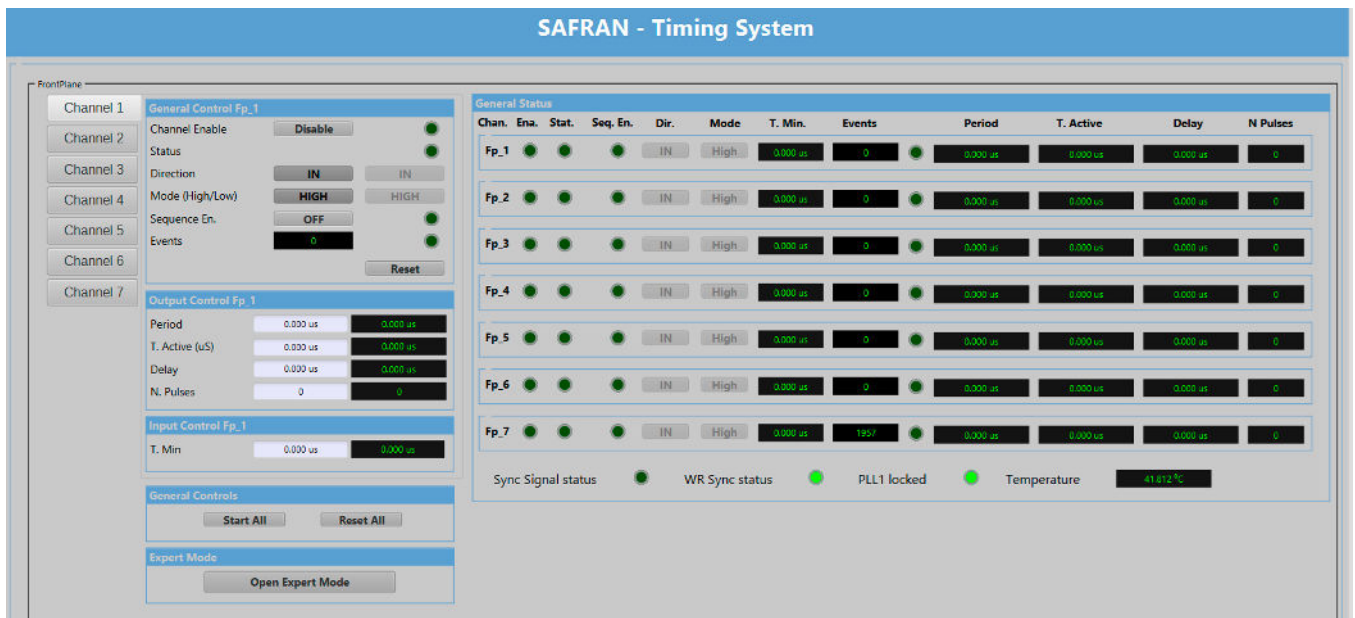 SAFRAN - Timing System
FrontPlane
Channel 1
Channel 2
Channel 3
Channel 4
Channel 5
Channel 6
Channel 7
General Control Fp_1
Channel Enable Disable
Status
Direction IN IN
Mode (High/Low) HIGH HIGH
Sequence En. OFF
Events 0
Reset
Output Control Fp_1
Period 0.000 us 0.000 us
T. Active (uS) 0.000 us 0.000 us
Delay 0.000 us 0.000 us
N. Pulses 0 0
Input Control Fp_1
T. Min 0.000 us 0.000 us
General Controls
Start All Reset All
Expert Mode
Open Expert Mode
General Status
Chan. Ena. Stat. Seq. En. Dir. Mode T. Min. Events Period T. Active Delay N Pulses
Fp_1 IN High 0.000 us 0 0.000 us 0.000 us 0.000 us 0
Fp_2 IN High 0.000 us 0 0.000 us 0.000 us 0.000 us 0
Fp_3 IN High 0.000 us 0 0.000 us 0.000 us 0.000 us 0
Fp_4 IN High 0.000 us 0 0.000 us 0.000 us 0.000 us 0
Fp_5 IN High 0.000 us 0 0.000 us 0.000 us 0.000 us 0
Fp_6 IN High 0.000 us 0 0.000 us 0.000 us 0.000 us 0
Fp_7 IN High 0.000 us 1957 0.000 us 0.000 us 0.000 us 0
Sync Signal status WR Sync status PLL1 locked Temperature 41.812 ºC